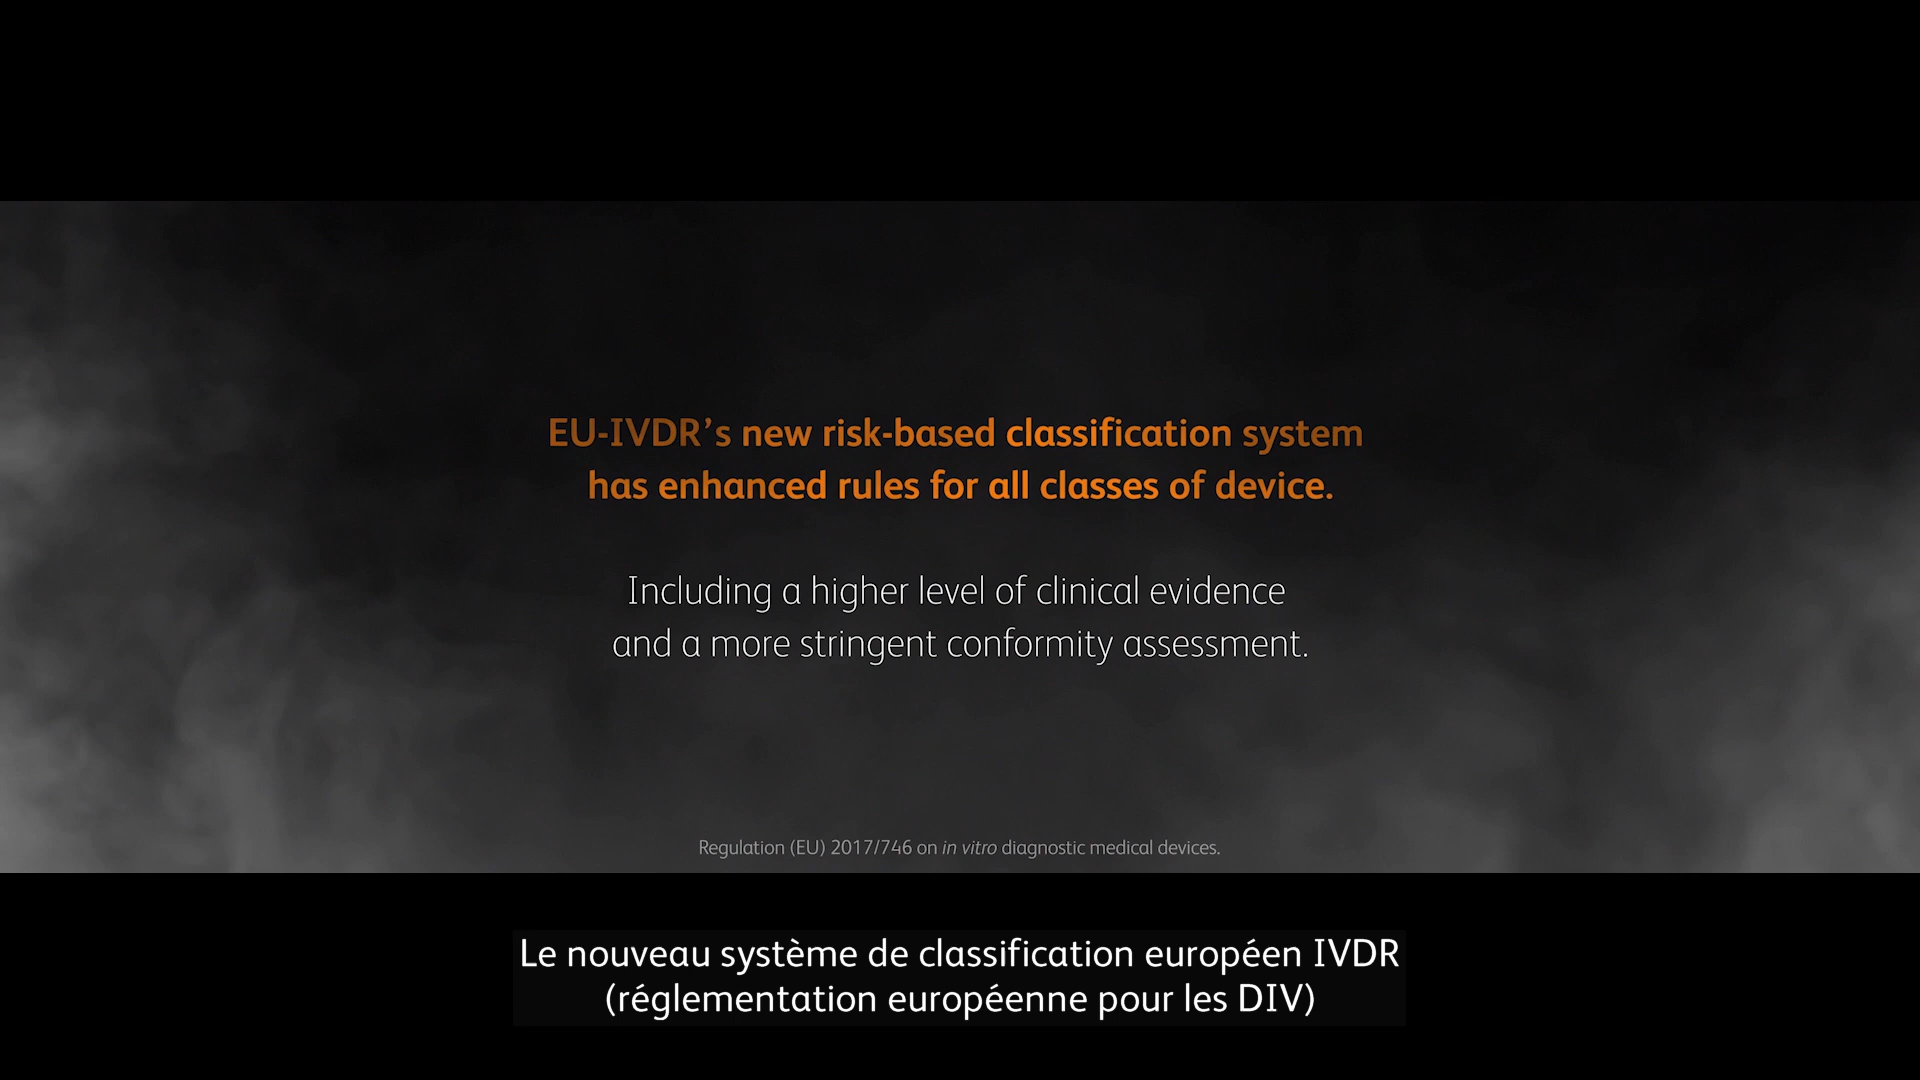 EU-IVDR’s new risk-based classification system
has enhanced rules for all classes of device.
Including a higher level of clinical evidence
and a more stringent conformity assessment.
Regulation (EU) 2017/746 on in vitro diagnostic medical devices.
Le nouveau système de classification européen IVDR
(réglementation européenne pour les DIV)